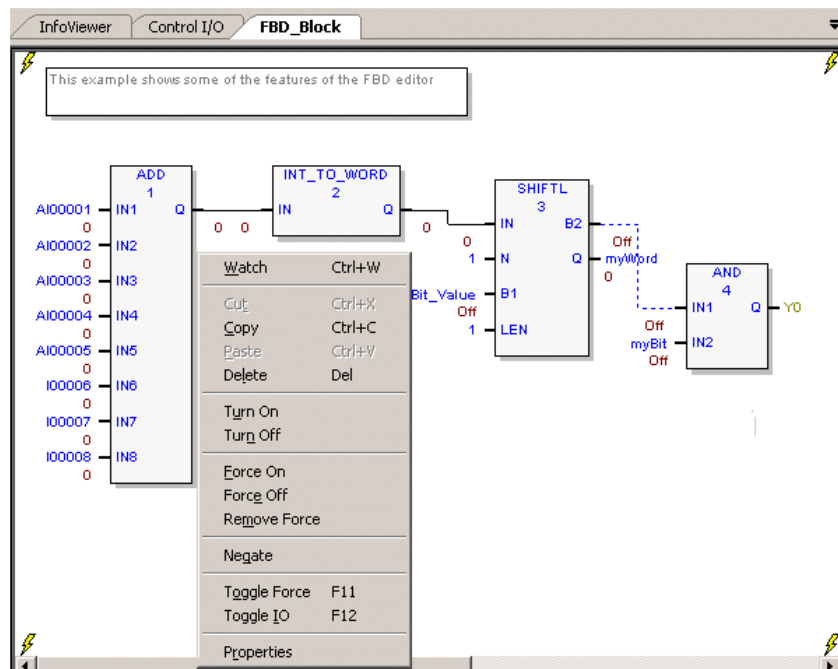 InfoViewer Control I/O FBD_Block
This example shows some of the features of the FBD editor
ADD
1
AI00001 IN1 Q
0
AI00002 IN2
0
AI00003 IN3
0
AI00004 IN4
0
AI00005 IN5
0
I00006 IN6
0
I00007 IN7
0
I00008 IN8
0
INT_TO_WORD
2
0 0
IN Q
0
SHIFTL
3
IN B2
0
Off
1 N Q myWord
0
Bit_Value B1
Off
1 LEN
AND
4
IN1 Q Y0
Off
myBit IN2
Off
Watch Ctrl+W
Cut Ctrl+X
Copy Ctrl+C
Paste Ctrl+V
Delete Del
Turn On
Turn Off
Force On
Force Off
Remove Force
Negate
Toggle Force F11
Toggle IO F12
Properties